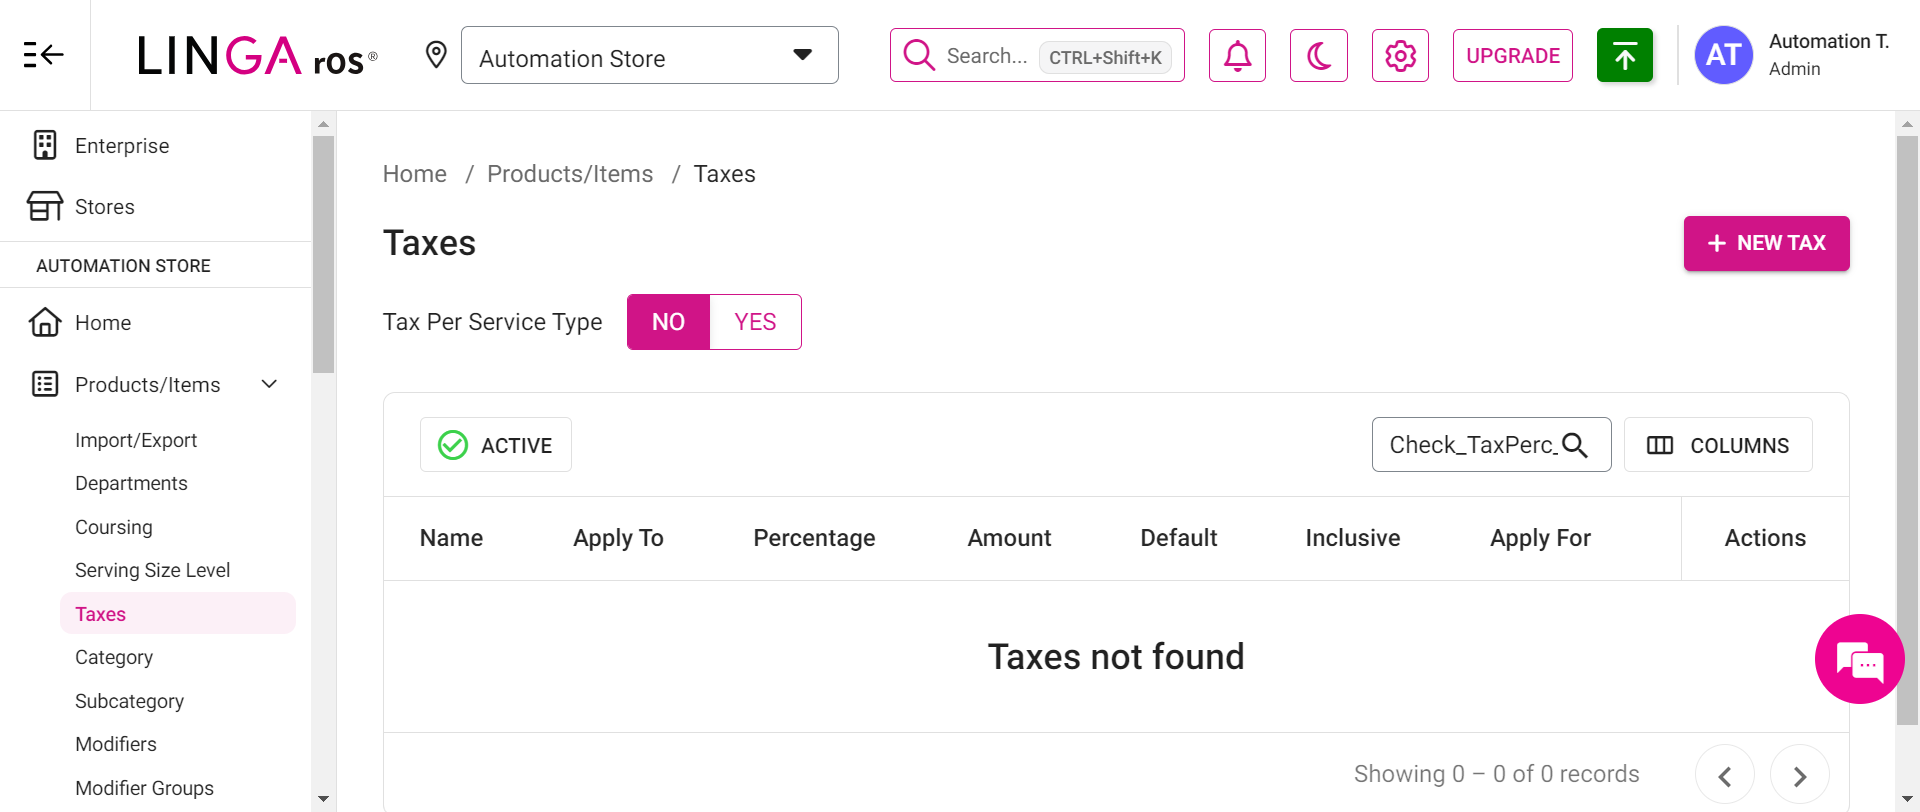 LINGA ros®
Automation Store
Search... CTRL+Shift+K
UPGRADE
AT
Automation T.
Admin
Enterprise
Stores
AUTOMATION STORE
Home
Products/Items
Import/Export
Departments
Coursing
Serving Size Level
Taxes
Category
Subcategory
Modifiers
Modifier Groups
Home / Products/Items / Taxes
Taxes
NEW TAX
Tax Per Service Type NO YES
ACTIVE
Check_TaxPerc_
COLUMNS
Name Apply To Percentage Amount Default Inclusive Apply For Actions
Taxes not found
Showing 0 – 0 of 0 records